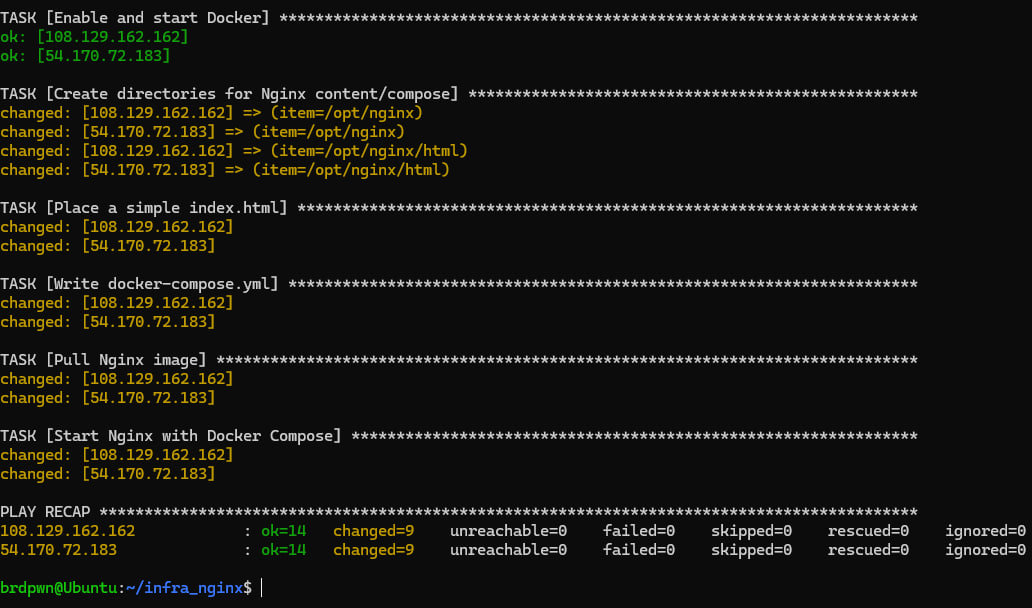 TASK [Enable and start Docker] ***********************************************************************
ok: [108.129.162.162]
ok: [54.170.72.183]
TASK [Create directories for Nginx content/compose] **************************************************
changed: [108.129.162.162] => (item=/opt/nginx)
changed: [54.170.72.183] => (item=/opt/nginx)
changed: [108.129.162.162] => (item=/opt/nginx/html)
changed: [54.170.72.183] => (item=/opt/nginx/html)
TASK [Place a simple index.html] *********************************************************************
changed: [108.129.162.162]
changed: [54.170.72.183]
TASK [Write docker-compose.yml] **********************************************************************
changed: [108.129.162.162]
changed: [54.170.72.183]
TASK [Pull Nginx image] ******************************************************************************
changed: [108.129.162.162]
changed: [54.170.72.183]
TASK [Start Nginx with Docker Compose] ***************************************************************
changed: [108.129.162.162]
changed: [54.170.72.183]
PLAY RECAP *******************************************************************************************
108.129.162.162            : ok=14   changed=9    unreachable=0    failed=0    skipped=0    rescued=0    ignored=0
54.170.72.183              : ok=14   changed=9    unreachable=0    failed=0    skipped=0    rescued=0    ignored=0
brdpwn@Ubuntu:~/infra_nginx$